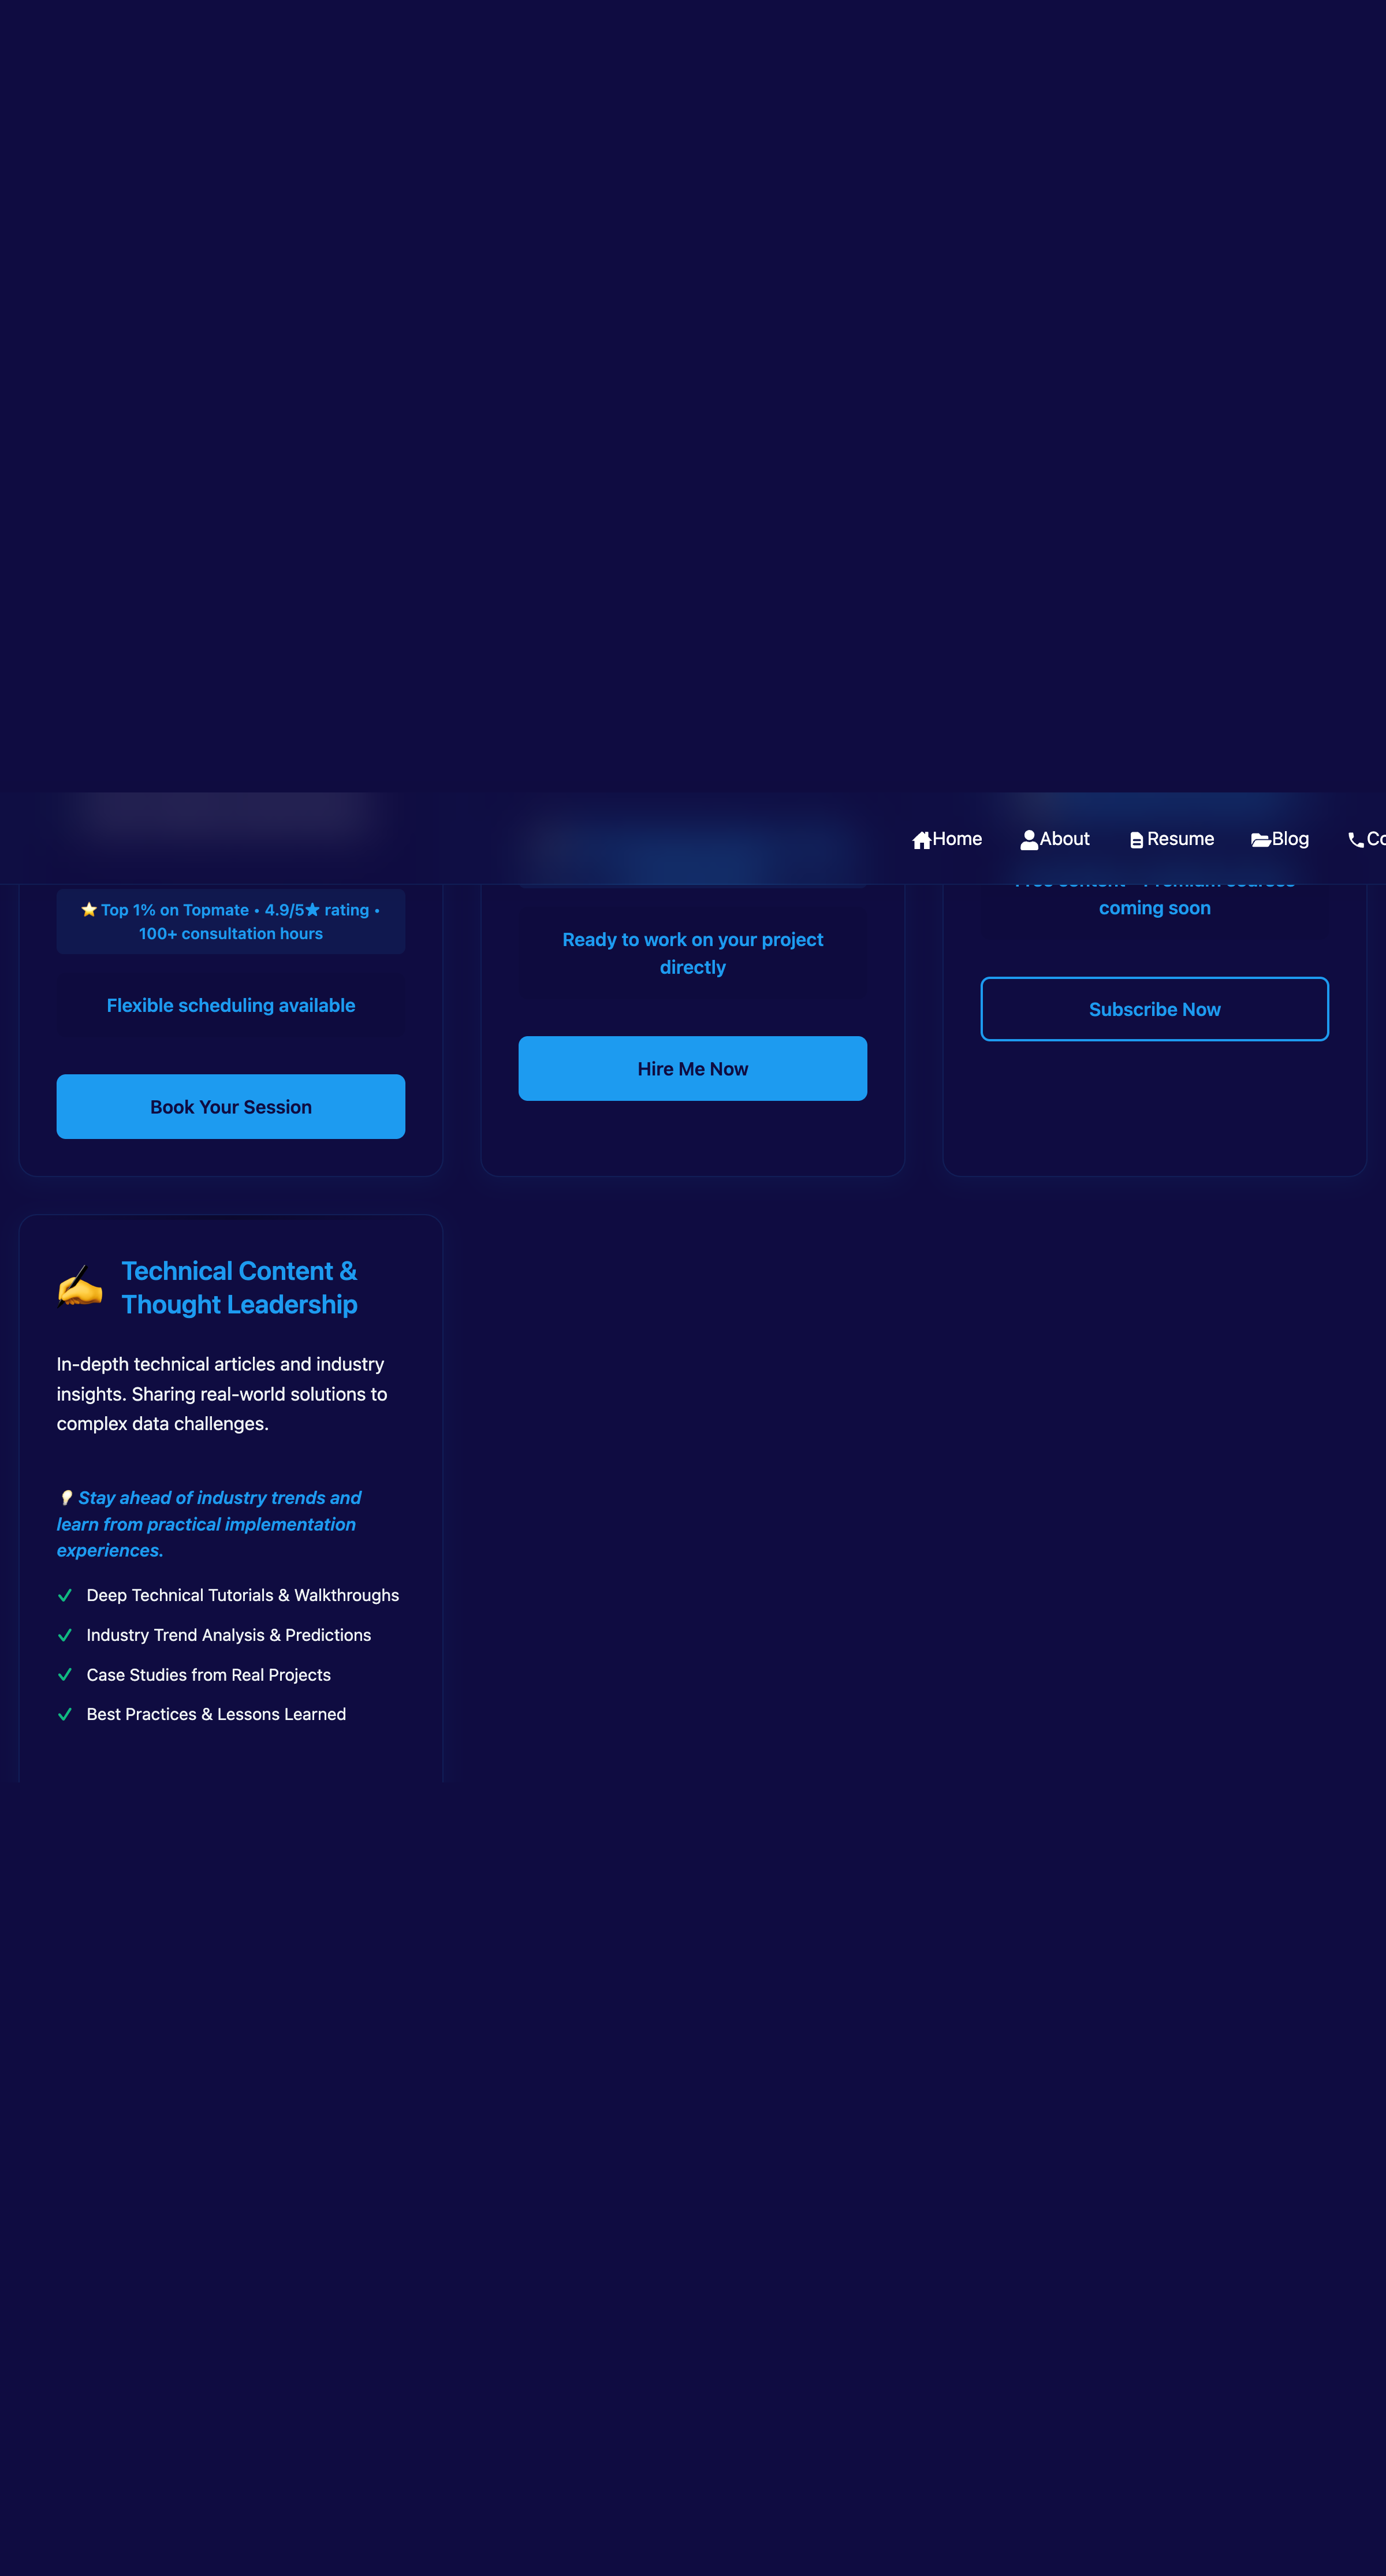 Home About Resume Blog
Top 1% on Topmate • 4.9/5★ rating •
100+ consultation hours
Flexible scheduling available
Book Your Session
Ready to work on your project
directly
Hire Me Now
coming soon
Subscribe Now
Technical Content &
Thought Leadership
In-depth technical articles and industry
insights. Sharing real-world solutions to
complex data challenges.
Stay ahead of industry trends and
learn from practical implementation
experiences.
✓ Deep Technical Tutorials & Walkthroughs
✓ Industry Trend Analysis & Predictions
✓ Case Studies from Real Projects
✓ Best Practices & Lessons Learned